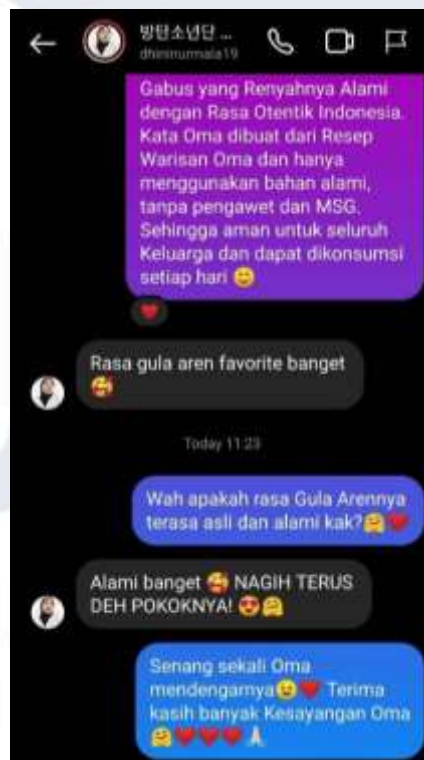 방탄소년단 ...
dhininurmala19
Gabus yang Renyahnya Alami
dengan Rasa Otentik Indonesia.
Kata Oma dibuat dari Resep
Warisan Oma dan hanya
menggunakan bahan alami,
tanpa pengawet dan MSG.
Sehingga aman untuk seluruh
Keluarga dan dapat dikonsumsi
setiap hari 😊
❤️
Rasa gula aren favorite banget
🥰
Today 11:23
Wah apakah rasa Gula Arennya
terasa asli dan alami kak?🤗❤️
Alami banget 🥰 NAGIH TERUS
DEH POKOKNYA! 😍🤗
Senang sekali Oma
mendengarnya😉❤️ Terima
kasih banyak Kesayangan Oma
🤗❤️❤️❤️🙏🏻